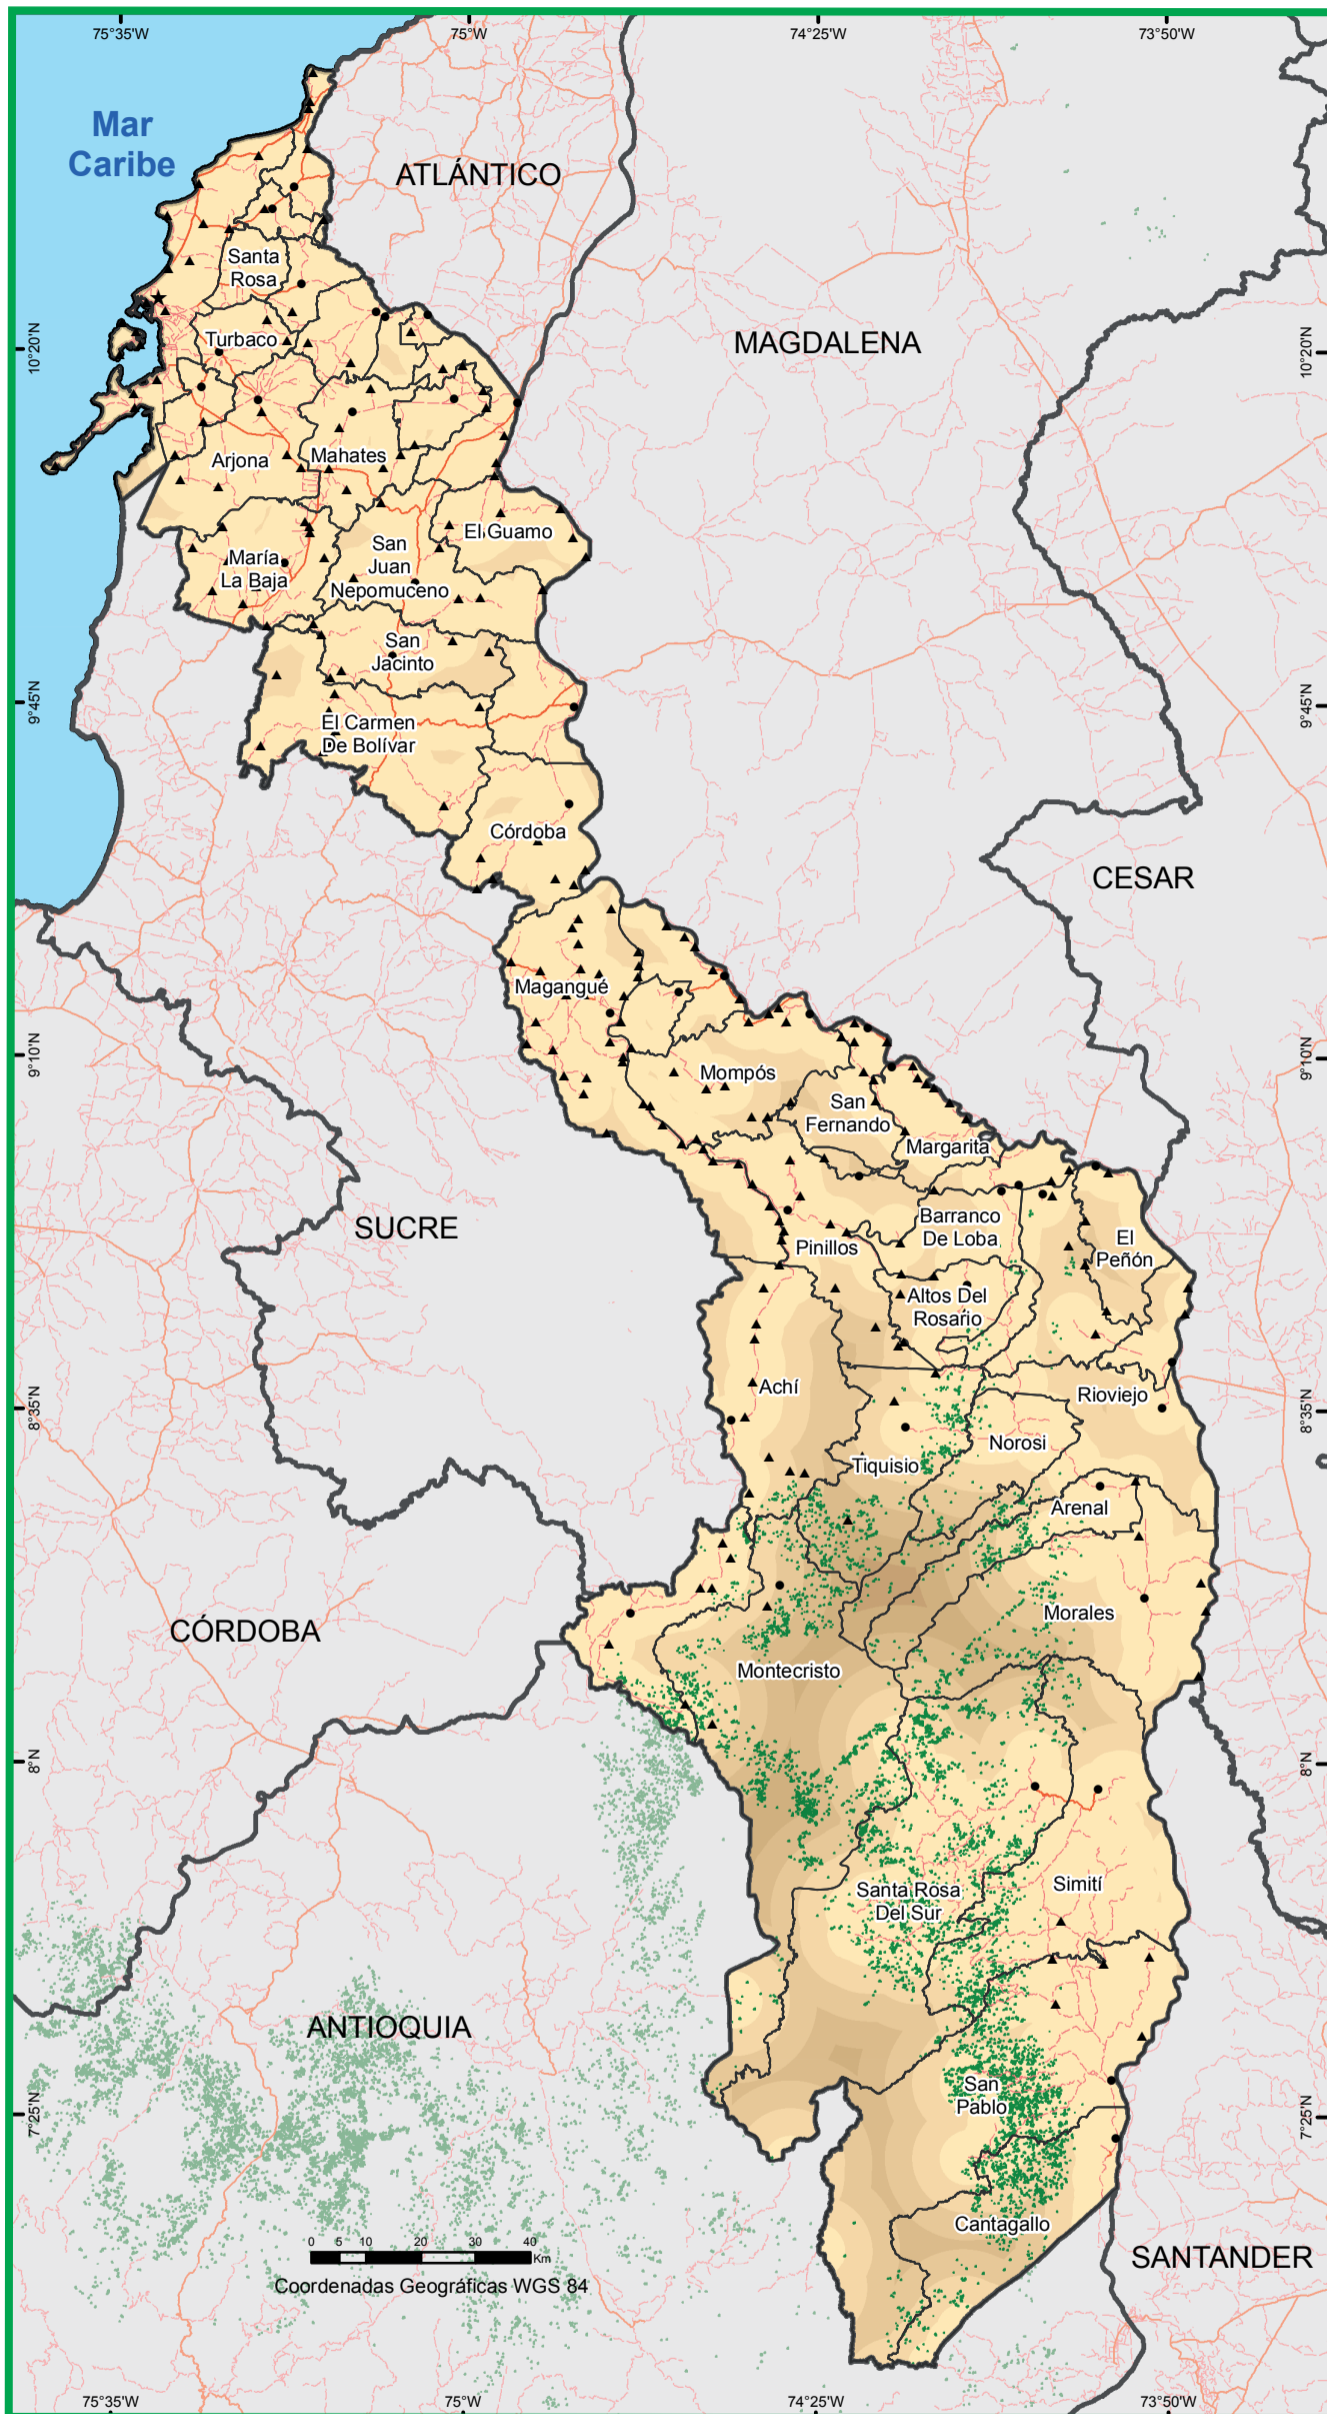 75°35'W
75°W
74°25'W
73°50'W
Mar
Caribe
ATLÁNTICO
Santa
Rosa
Turbaco
MAGDALENA
10°20'N
10°20'N
Arjona
Mahates
El Guamo
María
La Baja
San
Juan
Nepomuceno
San
Jacinto
9°45'N
9°45'N
El Carmen
De Bolívar
Córdoba
CESAR
Magangué
9°10'N
9°10'N
Mompós
San
Fernando
Margarita
SUCRE
Barranco
De Loba
Pinillos
El
Peñón
Altos Del
Rosario
Achí
Rioviejo
8°35'N
8°35'N
Norosi
Tiquisio
Arenal
Morales
CÓRDOBA
Montecristo
8°N
8°N
Santa Rosa
Del Sur
Simití
ANTIOQUIA
San
Pablo
7°25'N
7°25'N
Cantagallo
SANTANDER
0 5 10 20 30 40
Km
Coordenadas Geográficas WGS 84
75°35'W
75°W
74°25'W
73°50'W